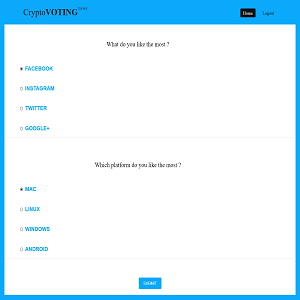 CryptoVOTING
Home Logout
What do you like the most ?
FACEBOOK
INSTAGRAM
TWITTER
GOOGLE+
Which platform do you like the most ?
MAC
LINUX
WINDOWS
ANDROID
SUBMIT